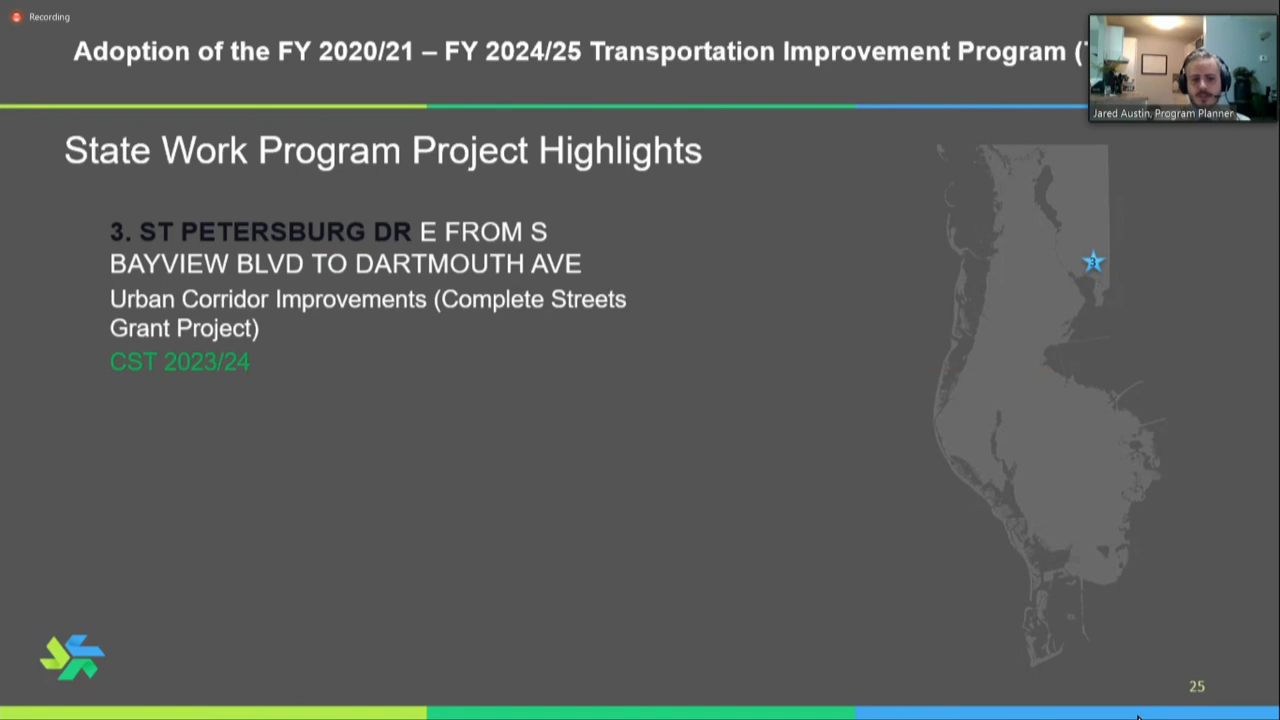 Recording
Adoption of the FY 2020/21 – FY 2024/25 Transportation Improvement Program (
Jared Austin, Program Planner
State Work Program Project Highlights
3. ST PETERSBURG DR E FROM S
BAYVIEW BLVD TO DARTMOUTH AVE
Urban Corridor Improvements (Complete Streets
Grant Project)
CST 2023/24
3
25